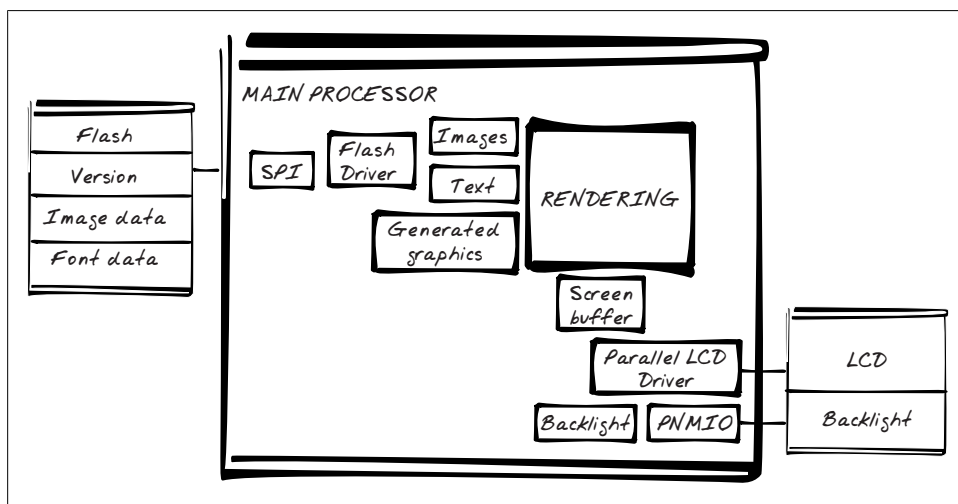 MAIN PROCESSOR
Flash
Version
Image data
Font data
SPI
Flash
Driver
Images
Text
Generated
graphics
RENDERING
Screen
buffer
Parallel LCD
Driver
Backlight
PNMIO
LCD
Backlight